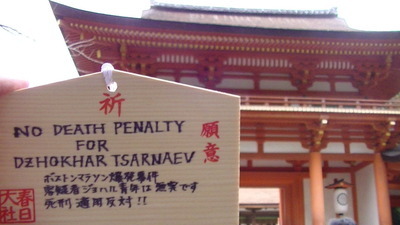 祈
願意
NO DEATH PENALTY
FOR
DZHOKHAR TSARNAEV
ボストンマラソン爆発事件
容疑者ジョハル青年は無実です
死刑適用反対!!
春日
大社